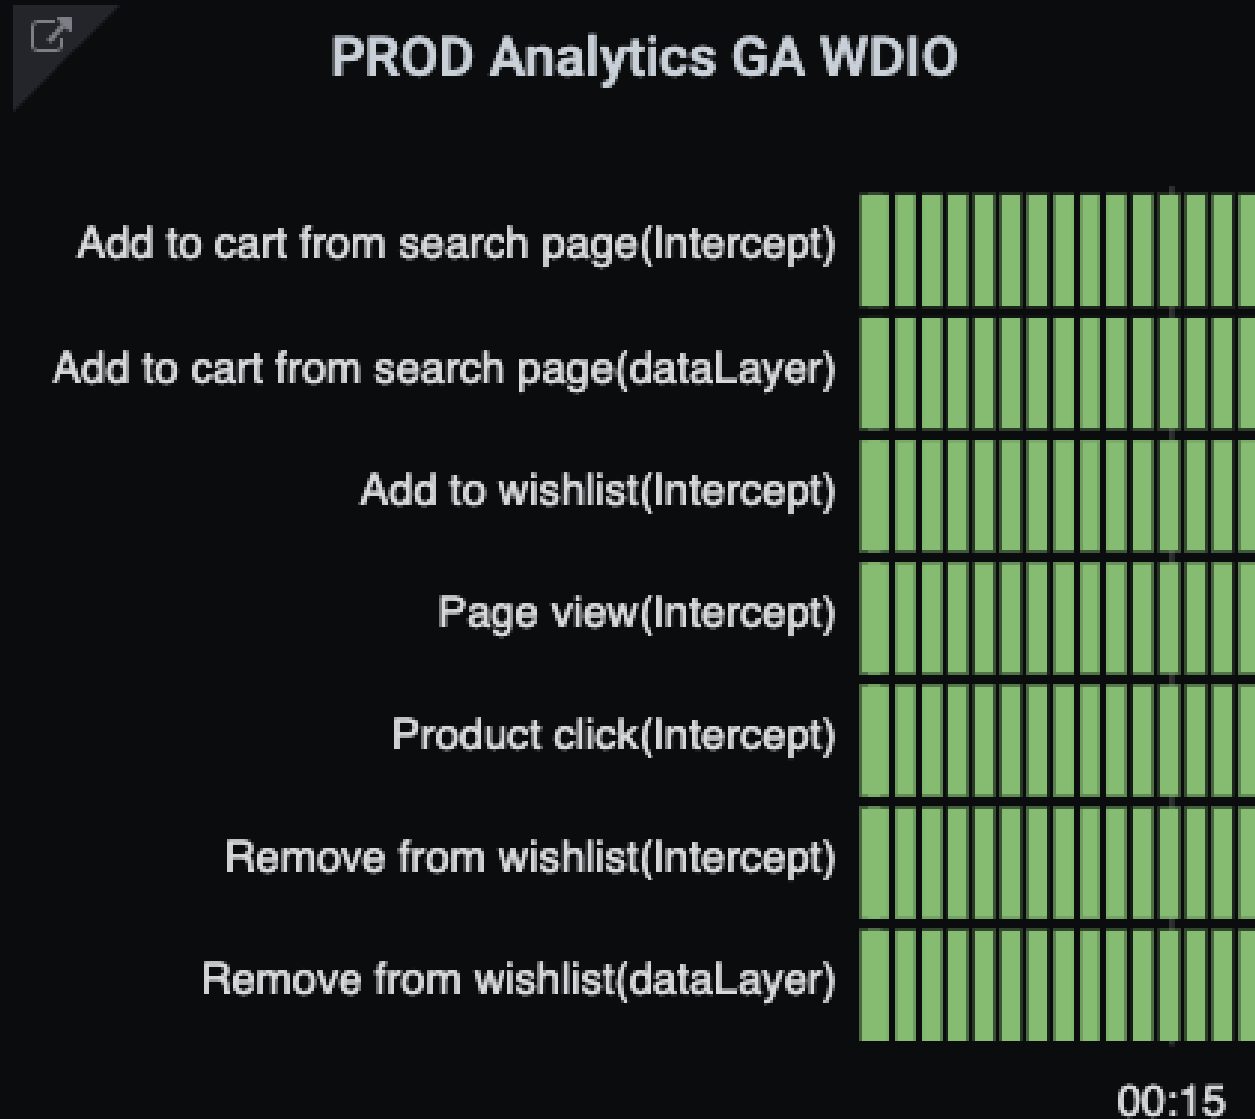 PROD Analytics GA WDIO
Add to cart from search page(Intercept)
Add to cart from search page(dataLayer)
Add to wishlist(Intercept)
Page view(Intercept)
Product click(Intercept)
Remove from wishlist(Intercept)
Remove from wishlist(dataLayer)
00:15